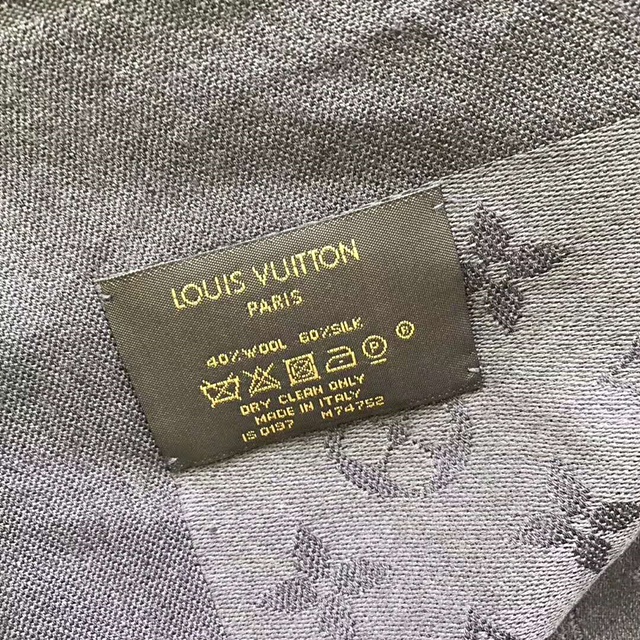 LOUIS VUITTON
PARIS
40%WOOL 60%SILK
P ®
DRY CLEAN ONLY
MADE IN ITALY
IS 0197 M74752